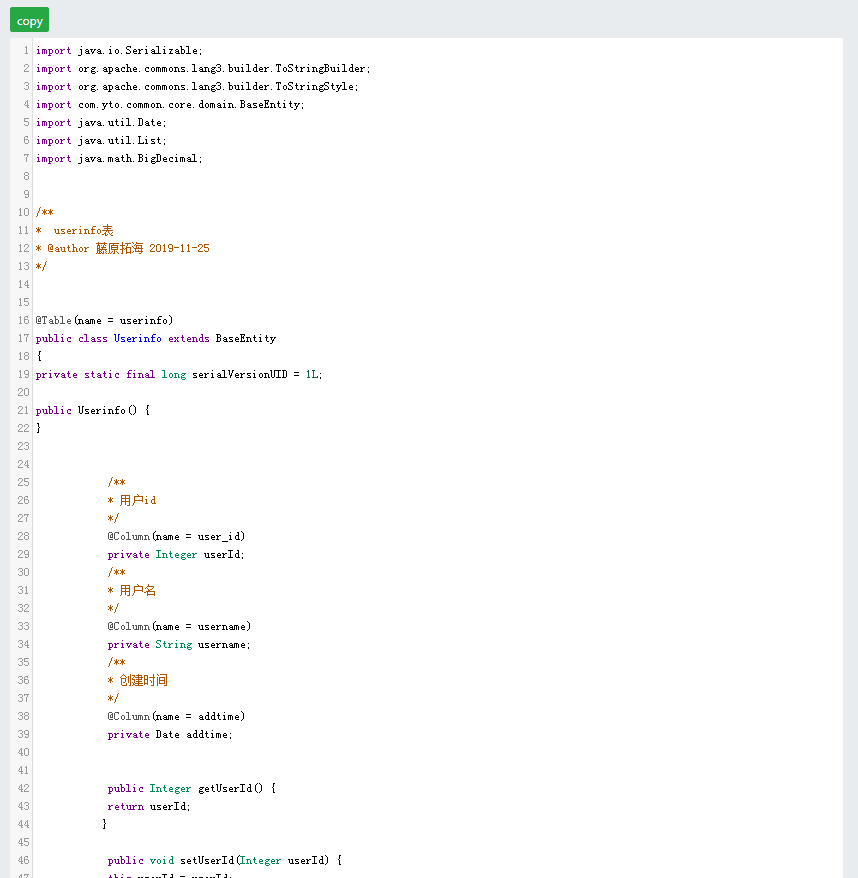 copy
1 import java.io.Serializable;
2 import org.apache.commons.lang3.builder.ToStringBuilder;
3 import org.apache.commons.lang3.builder.ToStringStyle;
4 import com.yto.common.core.domain.BaseEntity;
5 import java.util.Date;
6 import java.util.List;
7 import java.math.BigDecimal;
8
9
10 /**
11 *  userinfo表
12 * @author 藤原拓海 2019-11-25
13 */
14
15
16 @Table(name = userinfo)
17 public class Userinfo extends BaseEntity
18 {
19 private static final long serialVersionUID = 1L;
20
21 public Userinfo() {
22 }
23
24
25 /**
26 * 用户id
27 */
28 @Column(name = user_id)
29 private Integer userId;
30 /**
31 * 用户名
32 */
33 @Column(name = username)
34 private String username;
35 /**
36 * 创建时间
37 */
38 @Column(name = addtime)
39 private Date addtime;
40
41
42 public Integer getUserId() {
43 return userId;
44 }
45
46 public void setUserId(Integer userId) {
47 this.userId = userId;